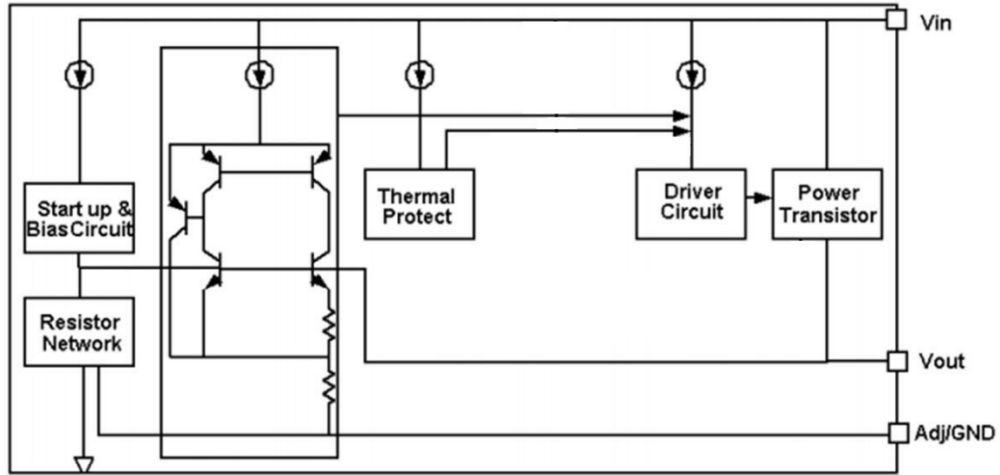 Vin
Start up &
Bias Circuit
Thermal
Protect
Driver
Circuit
Power
Transistor
Resistor
Network
Vout
Adj/GND